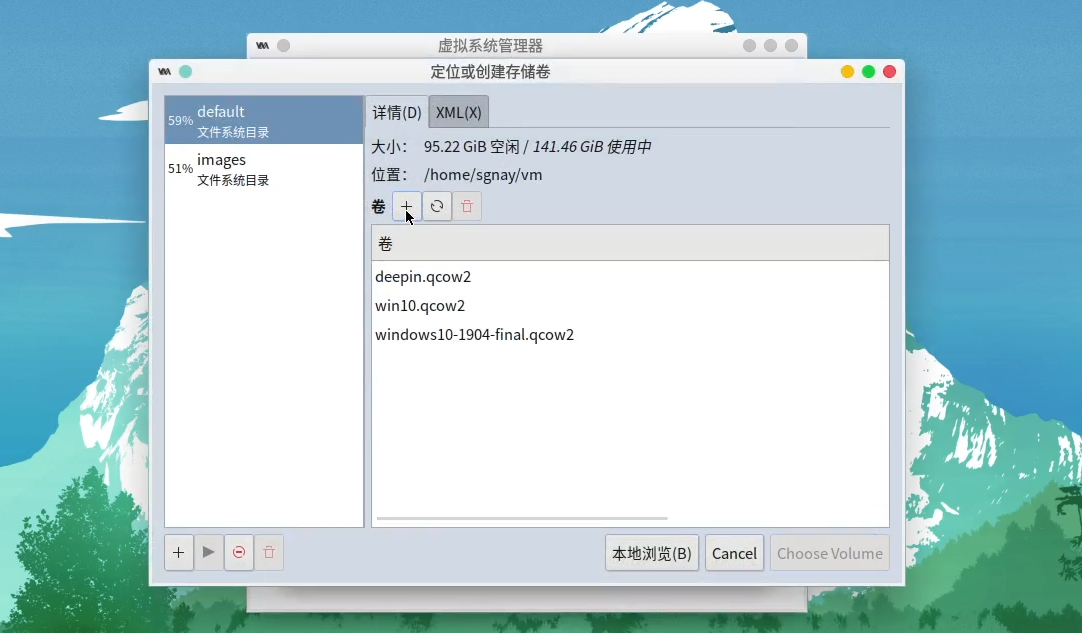 虚拟系统管理器
定位或创建存储卷
59% default
文件系统目录
51% images
文件系统目录
详情(D) XML(X)
大小： 95.22 GiB 空闲 / 141.46 GiB 使用中
位置： /home/sgnay/vm
卷
卷
deepin.qcow2
win10.qcow2
windows10-1904-final.qcow2
本地浏览(B) Cancel Choose Volume